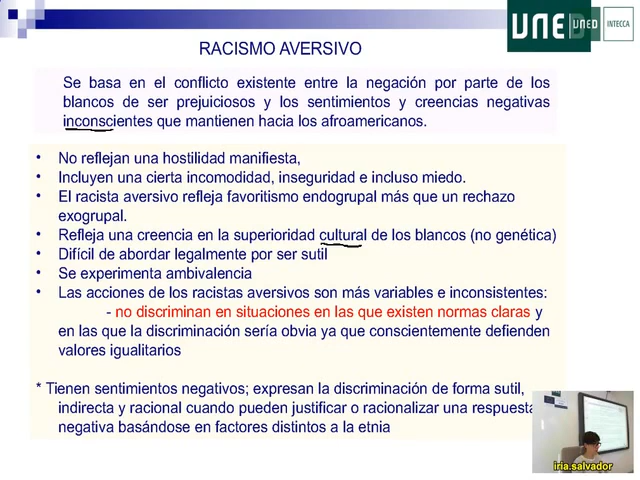 UNED
UNED
INTECCA
RACISMO AVERSIVO
Se basa en el conflicto existente entre la negación por parte de los
blancos de ser prejuiciosos y los sentimientos y creencias negativas
inconscientes que mantienen hacia los afroamericanos.
• No reflejan una hostilidad manifiesta,
• Incluyen una cierta incomodidad, inseguridad e incluso miedo.
• El racista aversivo refleja favoritismo endogrupal más que un rechazo
exogrupal.
• Refleja una creencia en la superioridad cultural de los blancos (no genética)
• Difícil de abordar legalmente por ser sutil
• Se experimenta ambivalencia
• Las acciones de los racistas aversivos son más variables e inconsistentes:
- no discriminan en situaciones en las que existen normas claras y
en las que la discriminación sería obvia ya que conscientemente defienden
valores igualitarios
* Tienen sentimientos negativos; expresan la discriminación de forma sutil,
indirecta y racional cuando pueden justificar o racionalizar una respuesta
negativa basándose en factores distintos a la etnia
iria.salvador